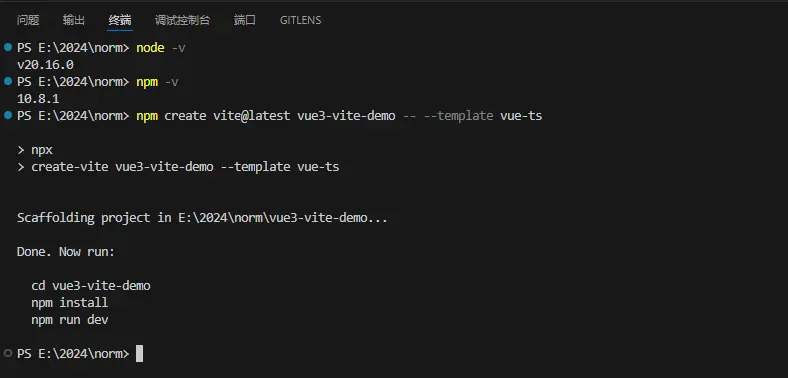 问题 输出 终端 调试控制台 端口 GITLENS
PS E:\2024\norm> node -v
v20.16.0
PS E:\2024\norm> npm -v
10.8.1
PS E:\2024\norm> npm create vite@latest vue3-vite-demo -- --template vue-ts
> npx
> create-vite vue3-vite-demo --template vue-ts
Scaffolding project in E:\2024\norm\vue3-vite-demo...
Done. Now run:
cd vue3-vite-demo
npm install
npm run dev
PS E:\2024\norm>